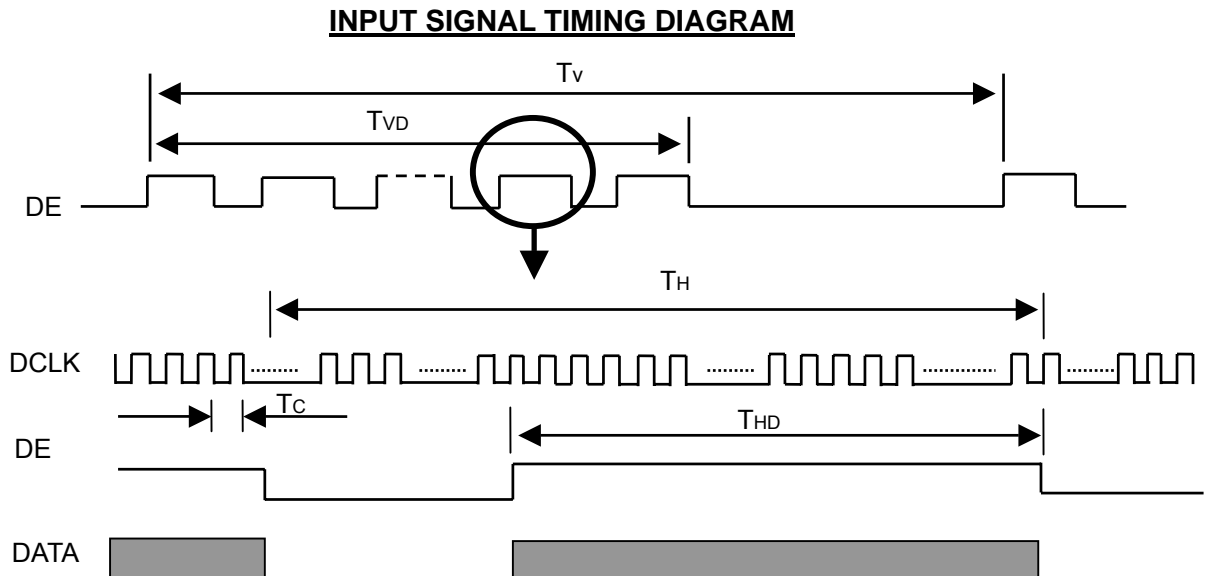 INPUT SIGNAL TIMING DIAGRAM
Tv
TVD
DE
TH
DCLK
TC
THD
DE
DATA